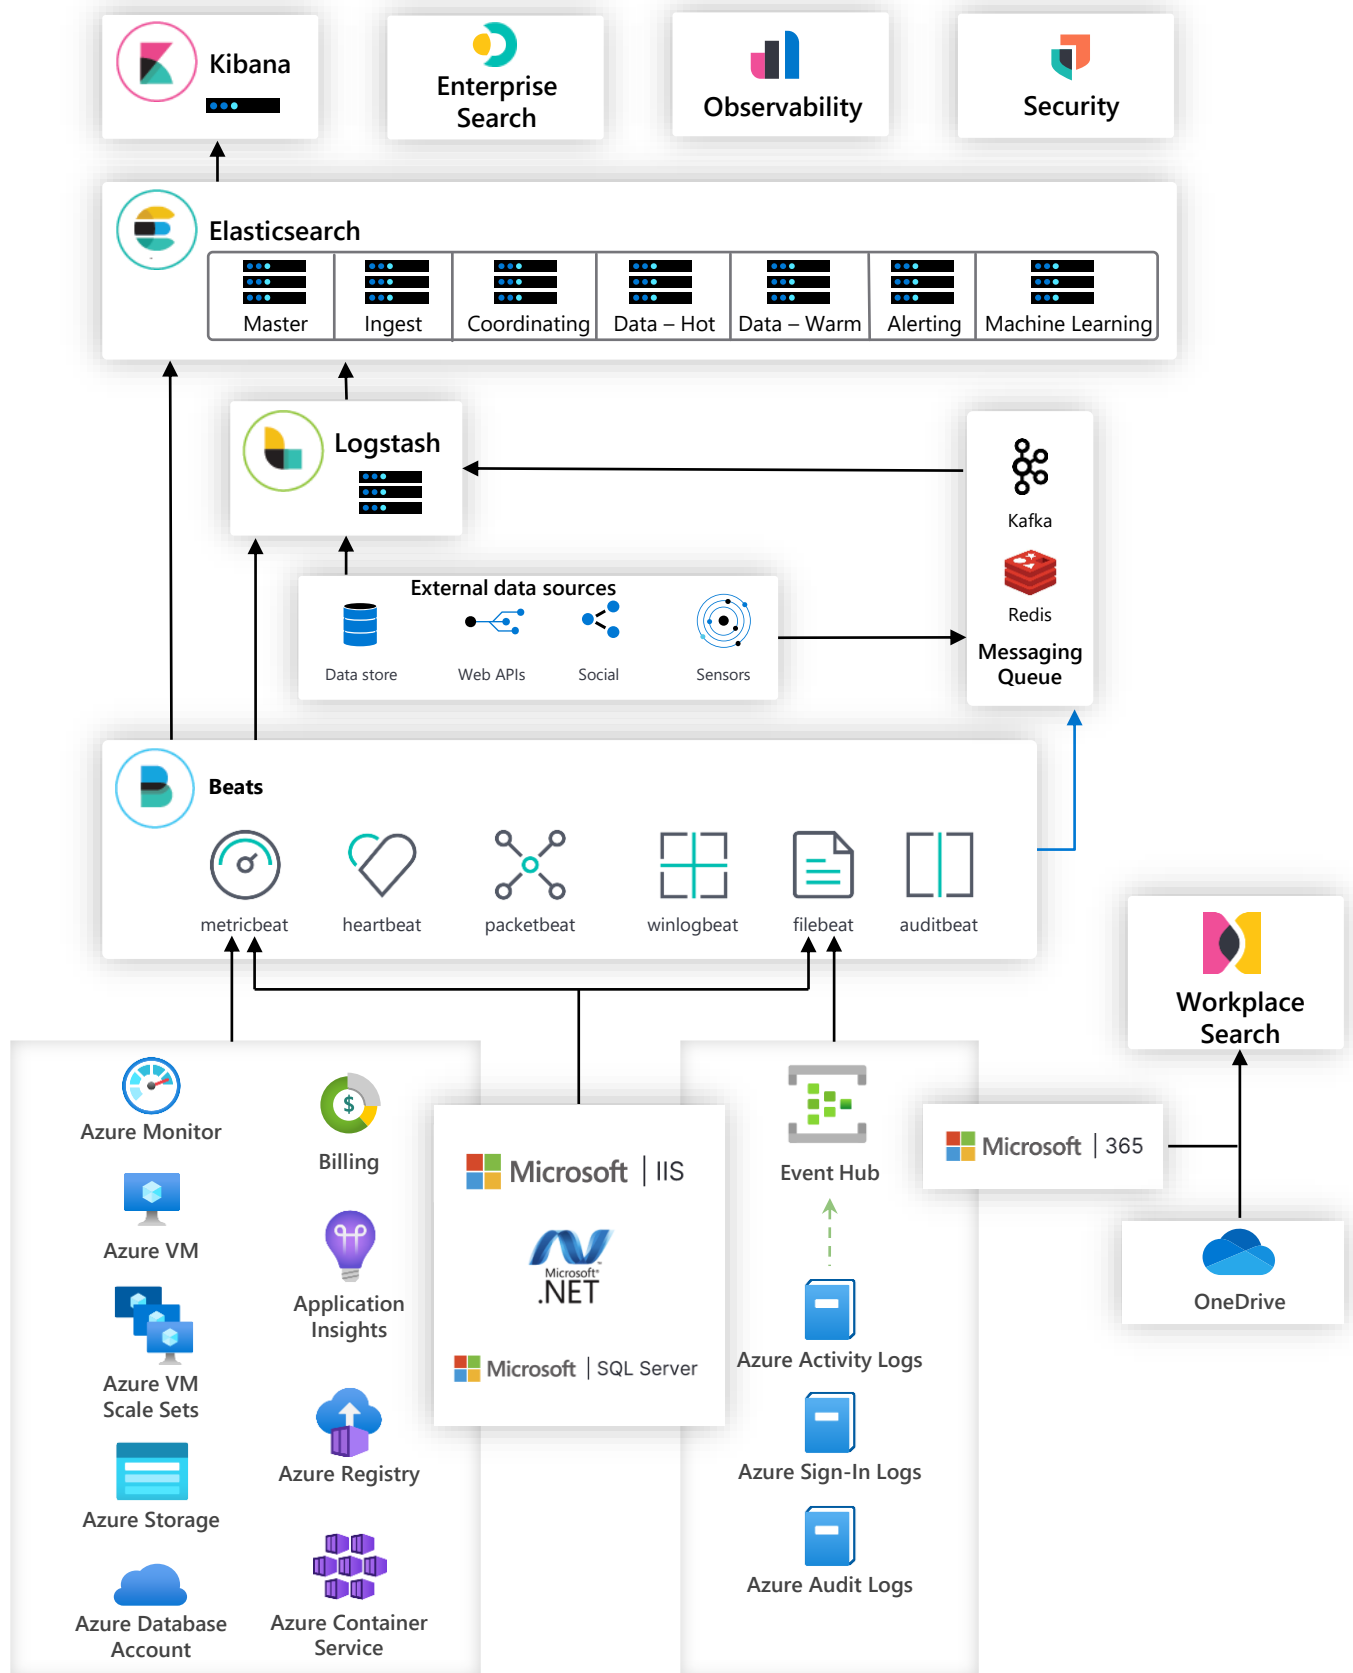 Kibana
Enterprise
Search
Observability
Security
Elasticsearch
Master
Ingest
Coordinating
Data – Hot
Data – Warm
Alerting
Machine Learning
Logstash
Kafka
Redis
Messaging
Queue
External data sources
Data store
Web APIs
Social
Sensors
Beats
metricbeat
heartbeat
packetbeat
winlogbeat
filebeat
auditbeat
Workplace
Search
Azure Monitor
Billing
Azure VM
Application
Insights
Azure VM
Scale Sets
Azure Registry
Azure Storage
Azure Database
Account
Azure Container
Service
Microsoft | IIS
Microsoft®
.NET
Microsoft | SQL Server
Event Hub
Azure Activity Logs
Azure Sign-In Logs
Azure Audit Logs
Microsoft | 365
OneDrive